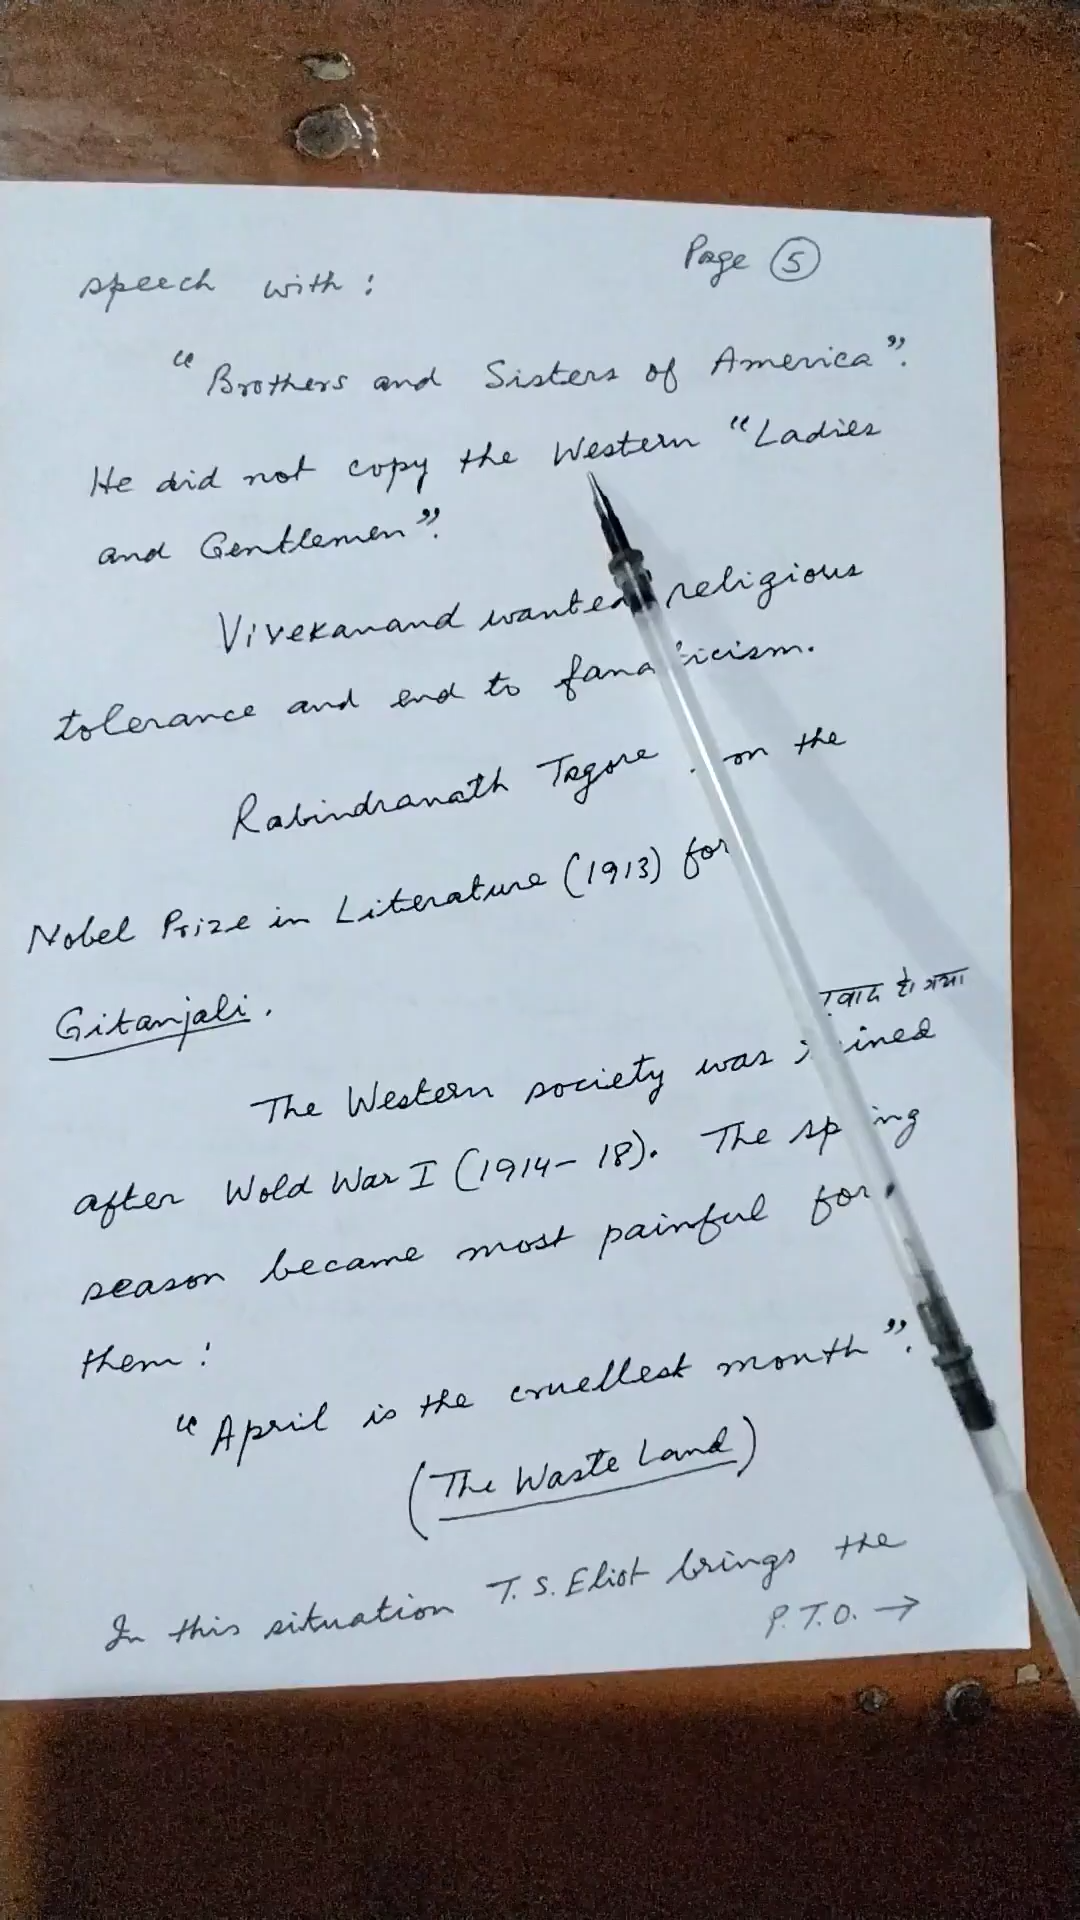 Page 5
speech with:
"Brothers and Sisters of America".
He did not copy the Western "Ladies
and Gentlemen".
Vivekanand wanted religious
tolerance and end to fanaticism.
Rabindranath Tagore on the
Nobel Prize in Literature (1913) for
Gitanjali.
हो गया
The Western society was
after Wold War I (1914-18). The spring
season became most painful for
them:
"April is the cruellest month".
(The Waste Land)
In this situation T. S. Eliot brings the
P.T.O. →